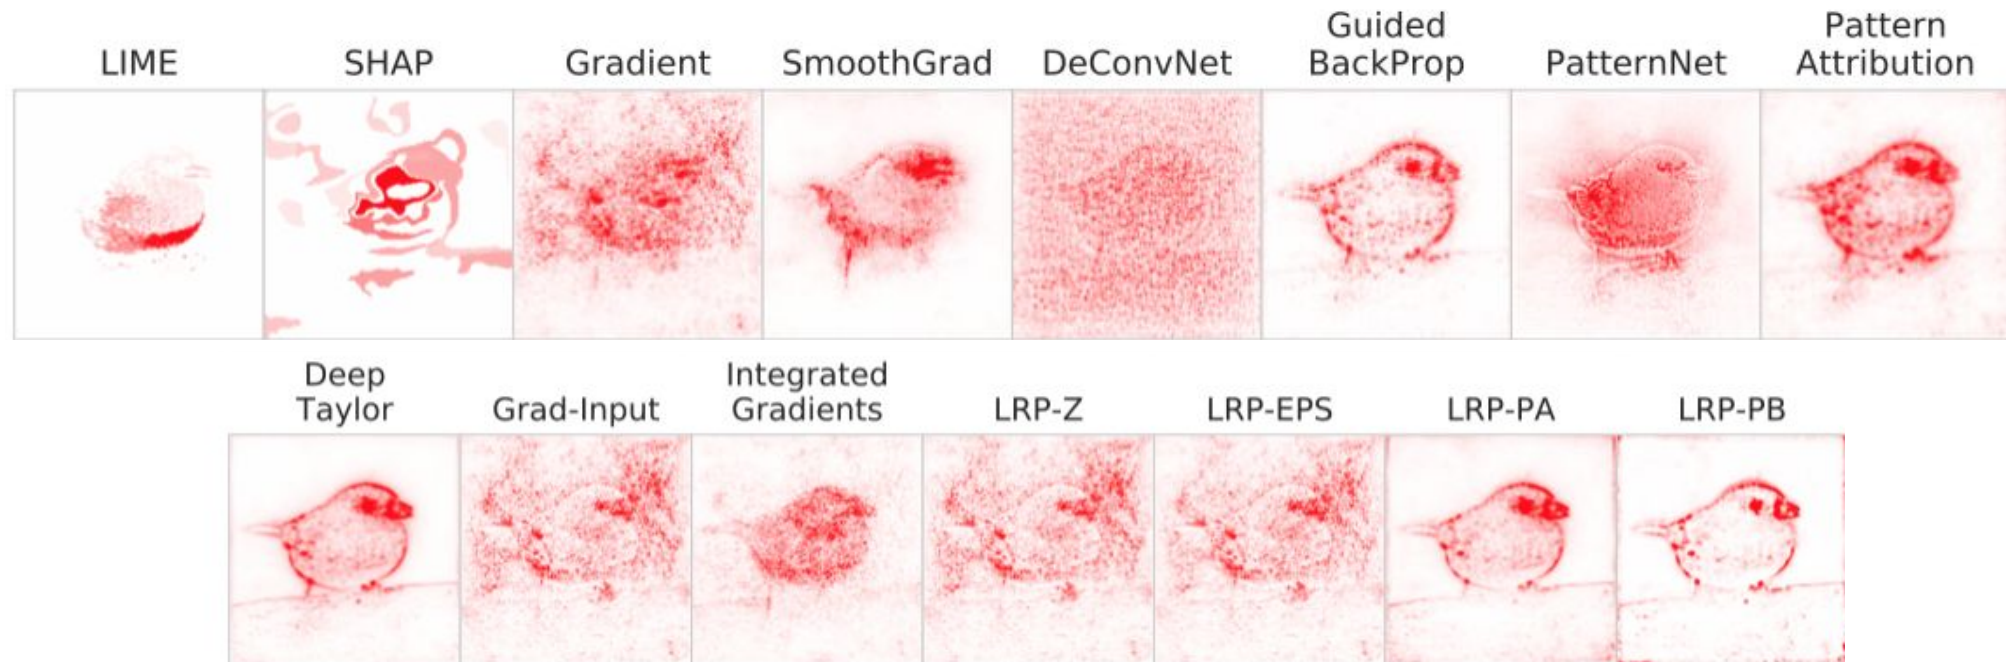 LIME
SHAP
Gradient
SmoothGrad
DeConvNet
Guided
BackProp
PatternNet
Pattern
Attribution
Deep
Taylor
Grad-Input
Integrated
Gradients
LRP-Z
LRP-EPS
LRP-PA
LRP-PB